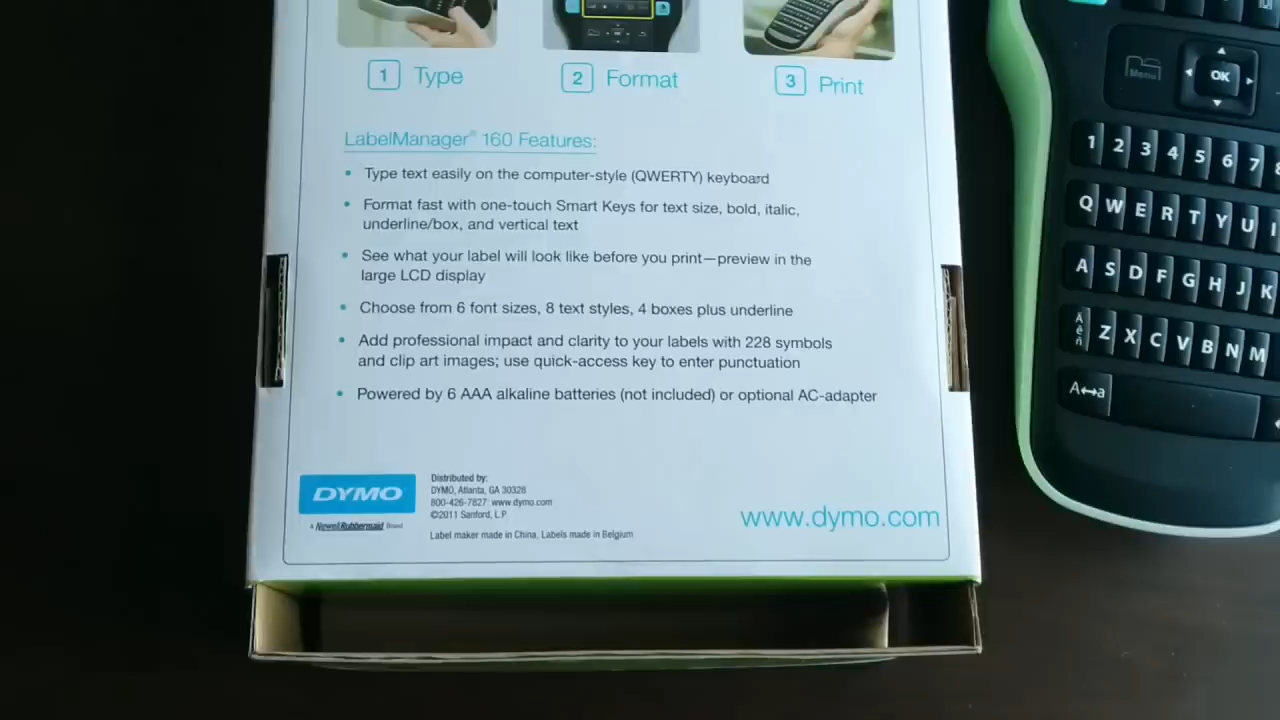 1 Type
2 Format
3 Print
LabelManager® 160 Features:
• Type text easily on the computer-style (QWERTY) keyboard
• Format fast with one-touch Smart Keys for text size, bold, italic,
underline/box, and vertical text
• See what your label will look like before you print—preview in the
large LCD display
• Choose from 6 font sizes, 8 text styles, 4 boxes plus underline
• Add professional impact and clarity to your labels with 228 symbols
and clip art images; use quick-access key to enter punctuation
• Powered by 6 AAA alkaline batteries (not included) or optional AC-adapter
DYMO
A NewellRubbermaid Brand
Distributed by:
DYMO, Atlanta, GA 30328
800-426-7827; www.dymo.com
©2011 Sanford, L.P.
Label maker made in China, Labels made in Belgium
www.dymo.com
Menu
OK
1 2 3 4 5 6 7 8
Q W E R T Y U I
A S D F G H J K
Äêñ Z X C V B N M
A↔a